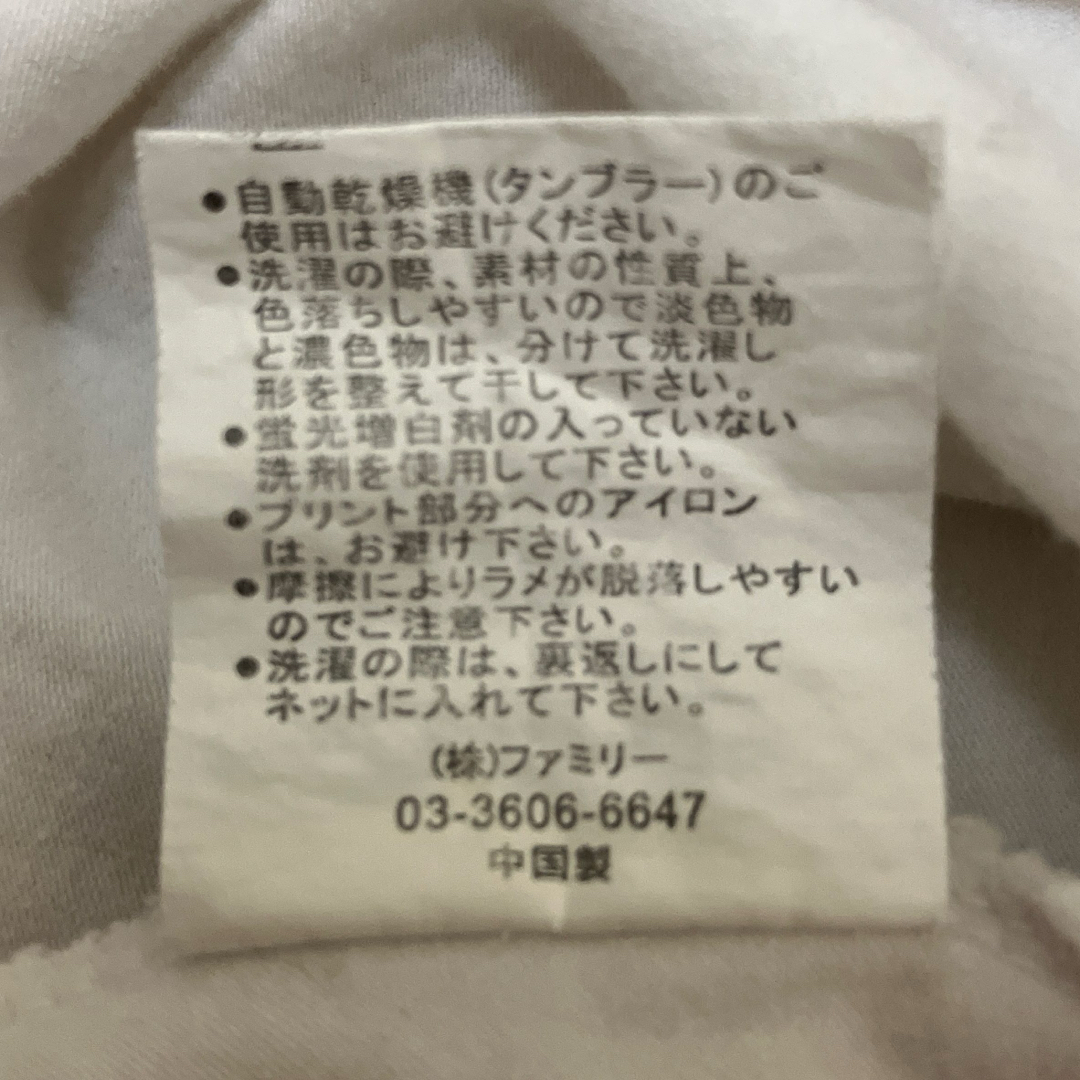 ●自動乾燥機(タンブラー)のご
使用はお避けください。
●洗濯の際、素材の性質上、
色落ちしやすいので淡色物
と濃色物は、分けて洗濯し
形を整えて干して下さい。
●蛍光増白剤の入っていない
洗剤を使用して下さい。
●プリント部分へのアイロン
は、お避け下さい。
●摩擦によりラメが脱落しやすい
のでご注意下さい。
●洗濯の際は、裏返しにして
ネットに入れて下さい。
(株)ファミリー
03-3606-6647
中国製